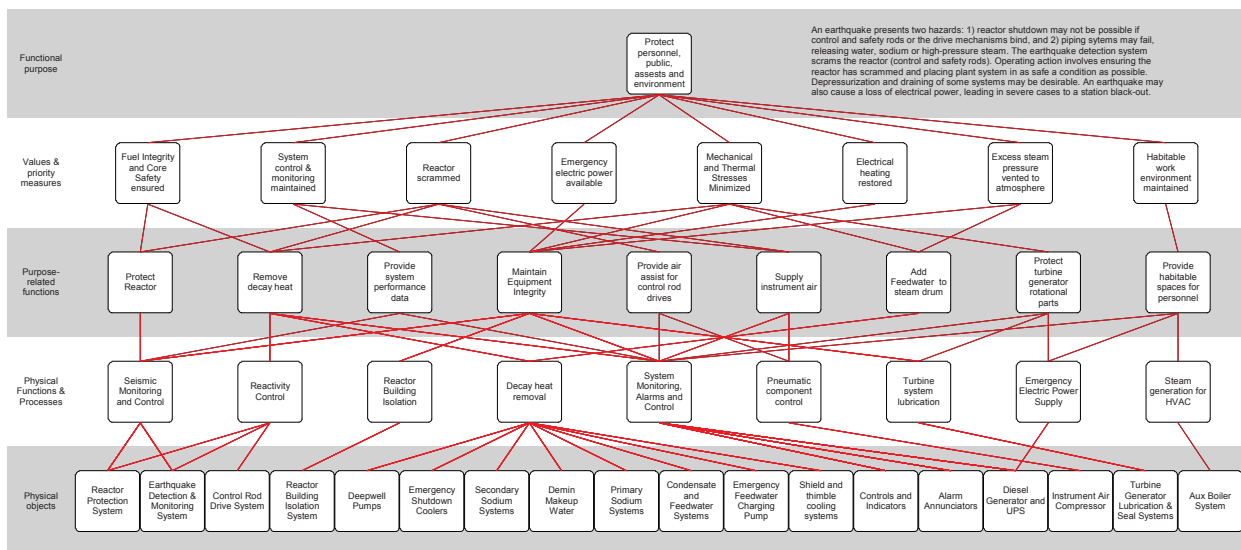 Functional
purpose
Protect
personnel,
public,
assests and
environment
An earthquake presents two hazards: 1) reactor shutdown may not be possible if
control and safety rods or the drive mechanisms bind, and 2) piping sytems may fail,
releasing water, sodium or high-pressure steam. The earthquake detection system
scrams the reactor (control and safety rods). Operating action involves ensuring the
reactor has scrammed and placing plant system in as safe a condition as possible.
Depressurization and draining of some systems may be desirable. An earthquake may
also cause a loss of electrical power, leading in severe cases to a station black-out.
Values &
priority
measures
Fuel Integrity
and Core
Safety
ensured
System
control &
monitoring
maintained
Reactor
scrammed
Emergency
electric power
available
Mechanical
and Thermal
Stresses
Minimized
Electrical
heating
restored
Excess steam
pressure
vented to
atmosphere
Habitable
work
environment
maintained
Purpose-
related
functions
Protect
Reactor
Remove
decay heat
Provide
system
performance
data
Maintain
Equipment
Integrity
Provide air
assist for
control rod
drives
Supply
instrument air
Add
Feedwater to
steam drum
Protect
turbine
generator
rotational
parts
Provide
habitable
spaces for
personnel
Physical
Functions &
Processes
Seismic
Monitoring
and Control
Reactivity
Control
Reactor
Building
Isolation
Decay heat
removal
System
Monitoring,
Alarms and
Control
Pneumatic
component
control
Turbine
system
lubrication
Emergency
Electric Power
Supply
Steam
generation for
HVAC
Physical
objects
Reactor
Protection
System
Earthquake
Detection &
Monitoring
System
Control Rod
Drive System
Reactor
Building
Isolation
System
Deepwell
Pumps
Emergency
Shutdown
Coolers
Secondary
Sodium
Systems
Demin
Makeup
Water
Primary
Sodium
Systems
Condensate
and
Feedwater
Systems
Emergency
Feedwater
Charging
Pump
Shield and
thimble
cooling
systems
Controls and
Indicators
Alarm
Annunciators
Diesel
Generator and
UPS
Instrument Air
Compressor
Turbine
Generator
Lubrication &
Seal Systems
Aux Boiler
System